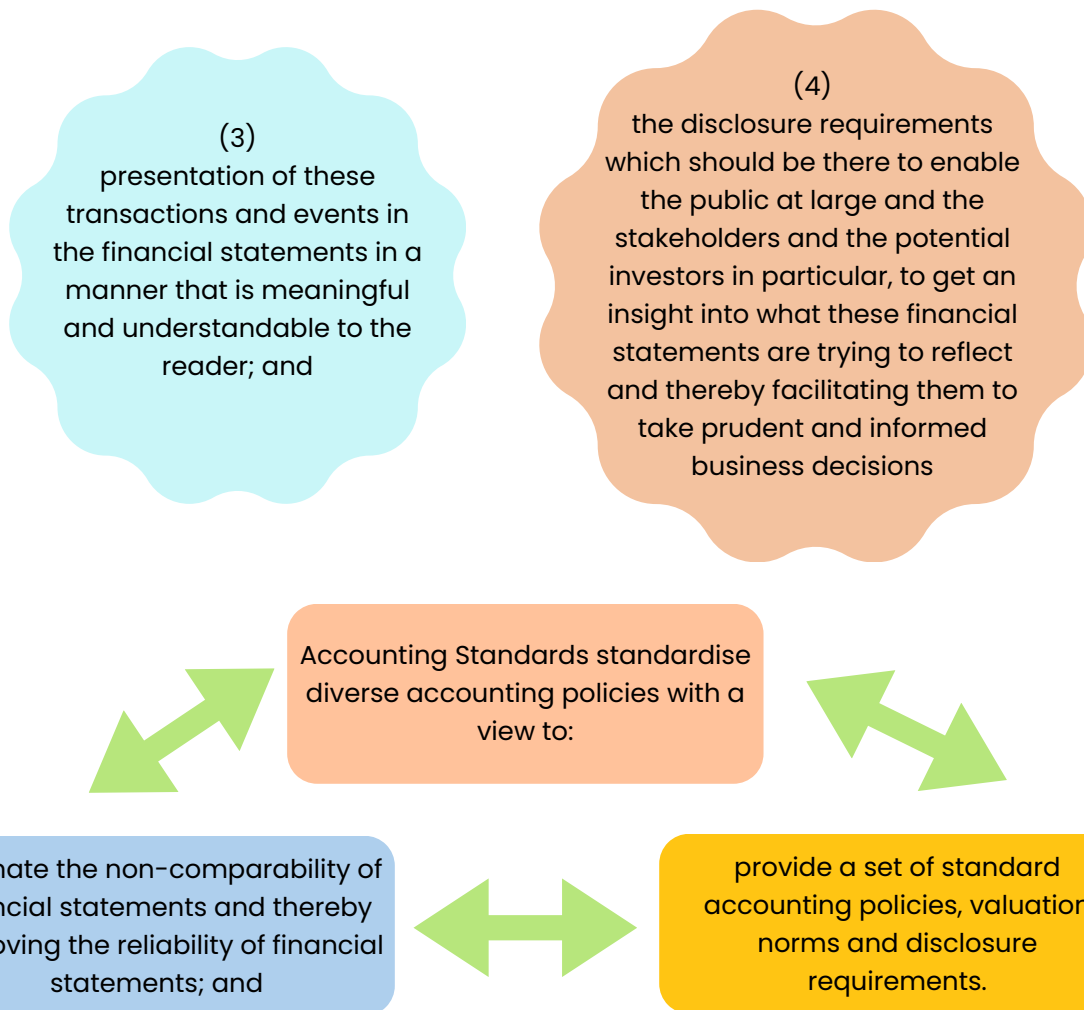 (3)
presentation of these
transactions and events in
the financial statements in a
manner that is meaningful
and understandable to the
reader; and
(4)
the disclosure requirements
which should be there to enable
the public at large and the
stakeholders and the potential
investors in particular, to get an
insight into what these financial
statements are trying to reflect
and thereby facilitating them to
take prudent and informed
business decisions
Accounting Standards standardise
diverse accounting policies with a
view to:
the non-comparability of
statements and thereby
the reliability of financial
statements; and
provide a set of standard
accounting policies, valuation
norms and disclosure
requirements.